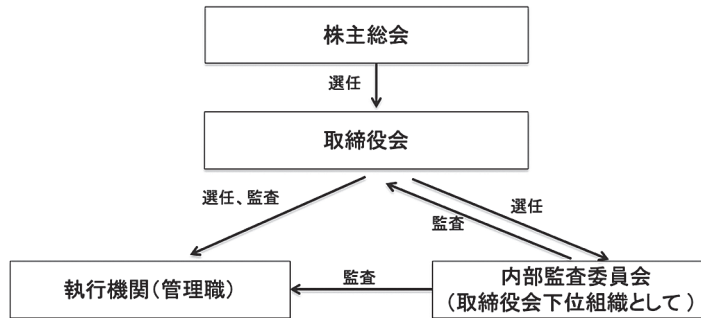 株主総会
選任
取締役会
選任、監査
監査
選任
執行機関（管理職）
監査
内部監査委員会
（取締役会下位組織として）